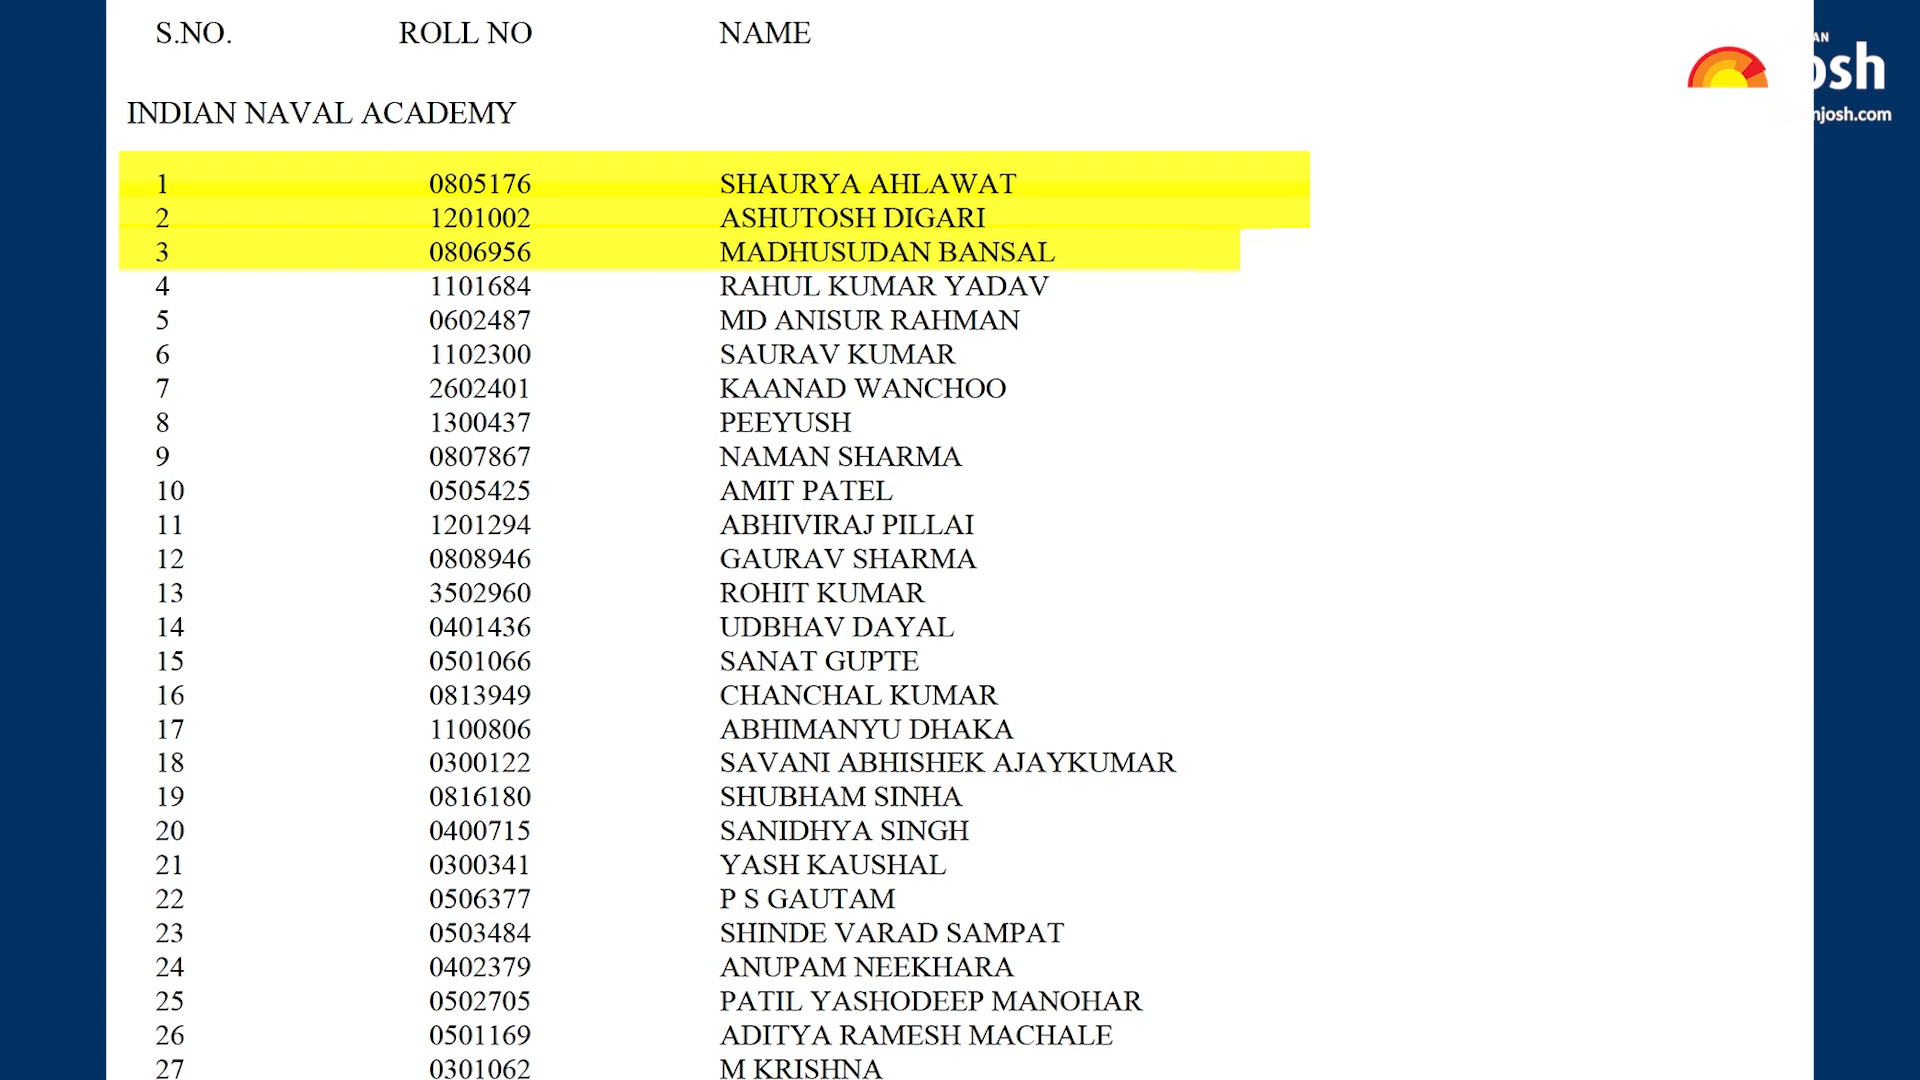 S.NO. ROLL NO NAME
INDIAN NAVAL ACADEMY
1 0805176 SHAURYA AHLAWAT
2 1201002 ASHUTOSH DIGARI
3 0806956 MADHUSUDAN BANSAL
4 1101684 RAHUL KUMAR YADAV
5 0602487 MD ANISUR RAHMAN
6 1102300 SAURAV KUMAR
7 2602401 KAANAD WANCHOO
8 1300437 PEEYUSH
9 0807867 NAMAN SHARMA
10 0505425 AMIT PATEL
11 1201294 ABHIVIRAJ PILLAI
12 0808946 GAURAV SHARMA
13 3502960 ROHIT KUMAR
14 0401436 UDBHAV DAYAL
15 0501066 SANAT GUPTE
16 0813949 CHANCHAL KUMAR
17 1100806 ABHIMANYU DHAKA
18 0300122 SAVANI ABHISHEK AJAYKUMAR
19 0816180 SHUBHAM SINHA
20 0400715 SANIDHYA SINGH
21 0300341 YASH KAUSHAL
22 0506377 P S GAUTAM
23 0503484 SHINDE VARAD SAMPAT
24 0402379 ANUPAM NEEKHARA
25 0502705 PATIL YASHODEEP MANOHAR
26 0501169 ADITYA RAMESH MACHALE
27 0301062 M KRISHNA